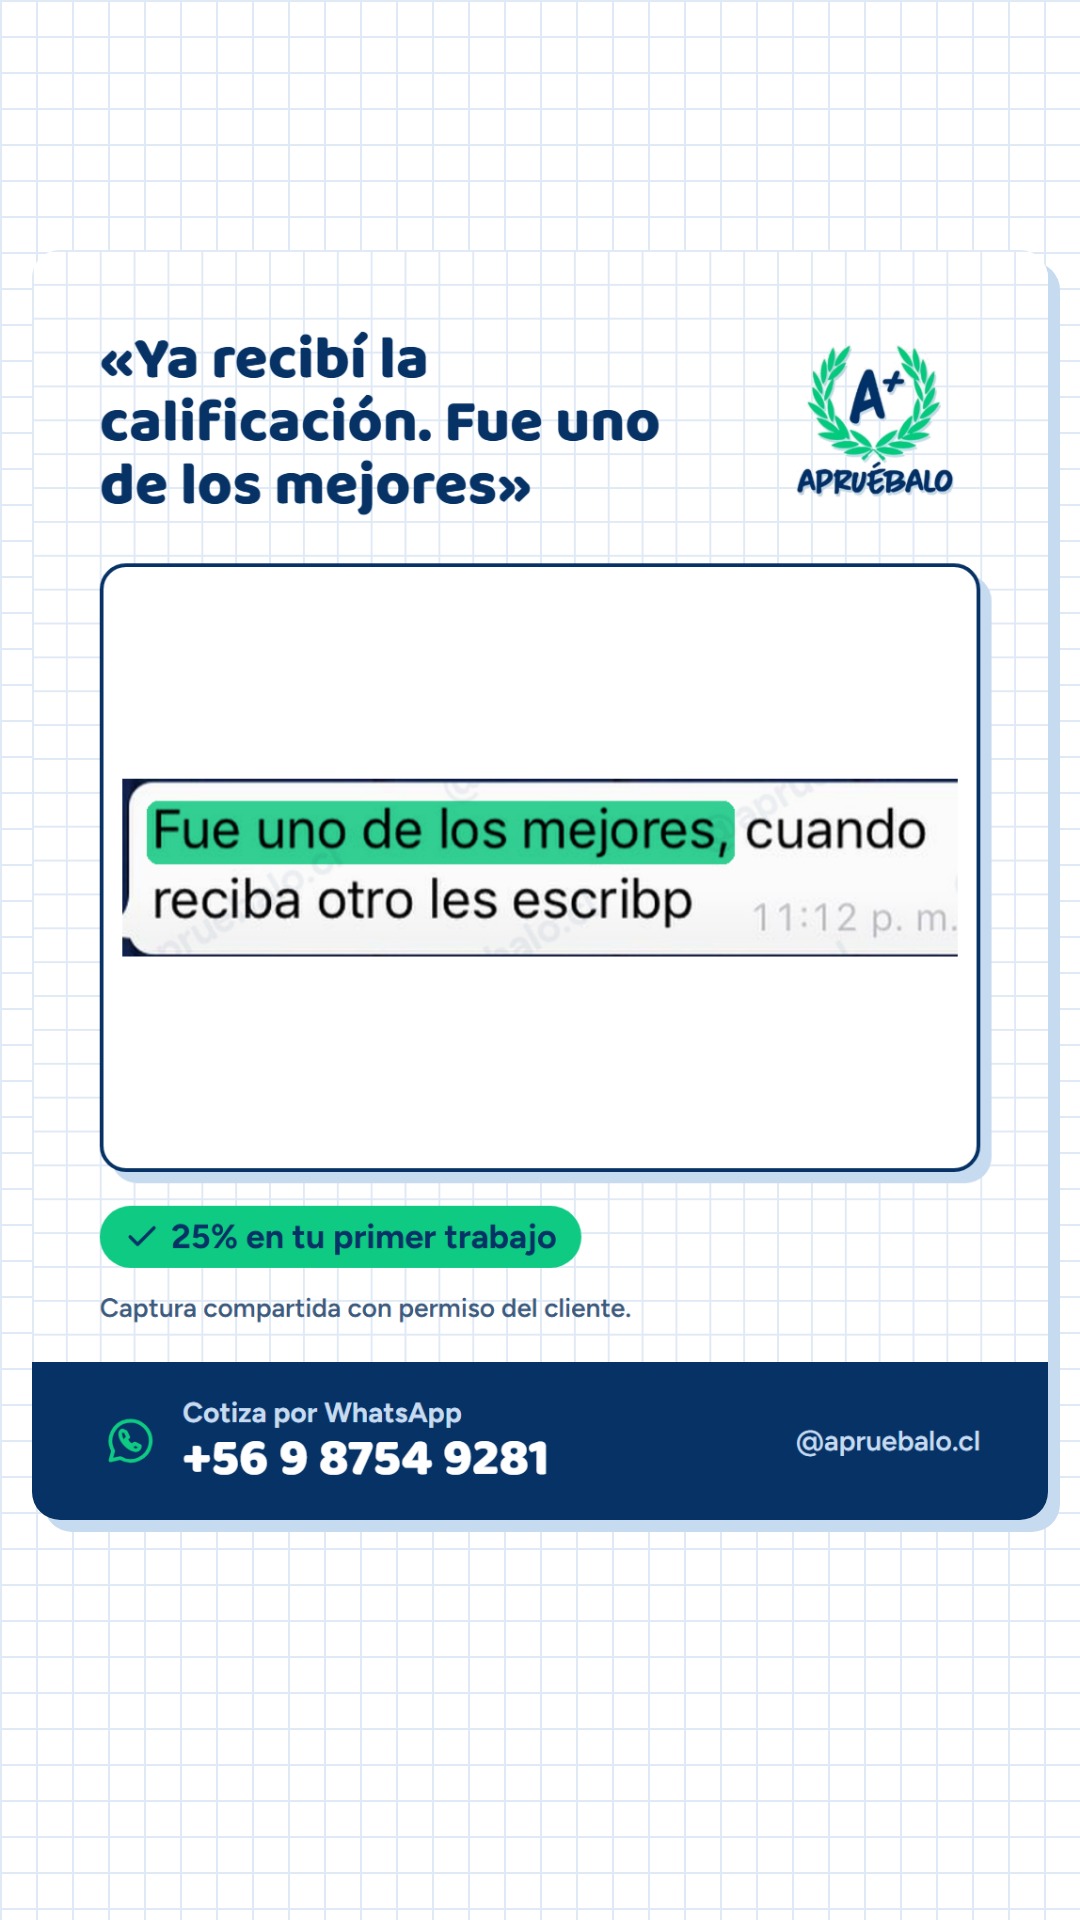 «Ya recibí la
calificación. Fue uno
de los mejores»
A+
APRUÉBALO
Fue uno de los mejores, cuando
reciba otro les escribp
11:12 p. m.
25% en tu primer trabajo
Captura compartida con permiso del cliente.
Cotiza por WhatsApp
+56 9 8754 9281
@apruebalo.cl